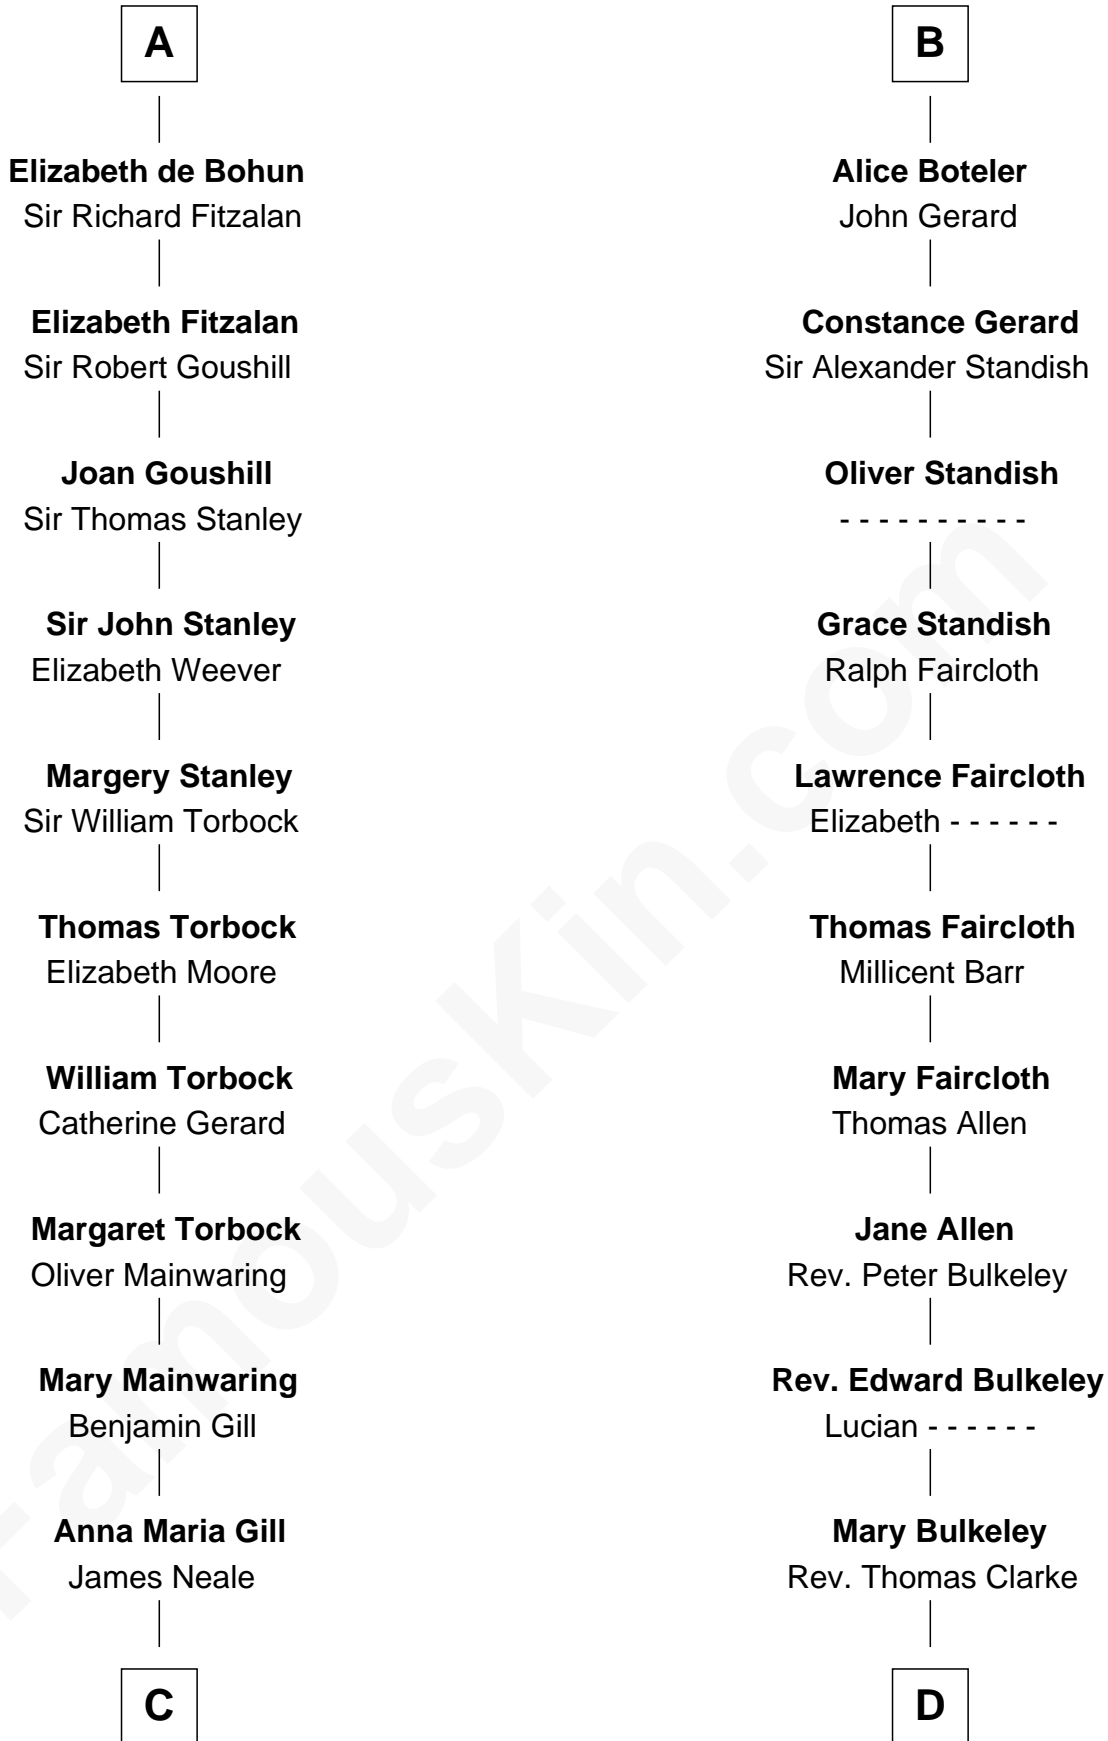 A
Elizabeth de Bohun
Sir Richard Fitzalan
Elizabeth Fitzalan
Sir Robert Goushill
Joan Goushill
Sir Thomas Stanley
Sir John Stanley
Elizabeth Weever
Margery Stanley
Sir William Torbock
Thomas Torbock
Elizabeth Moore
William Torbock
Catherine Gerard
Margaret Torbock
Oliver Mainwaring
Mary Mainwaring
Benjamin Gill
Anna Maria Gill
James Neale
C
B
Alice Boteler
John Gerard
Constance Gerard
Sir Alexander Standish
Oliver Standish
- - - - - - - - - -
Grace Standish
Ralph Faircloth
Lawrence Faircloth
Elizabeth - - - - - -
Thomas Faircloth
Millicent Barr
Mary Faircloth
Thomas Allen
Jane Allen
Rev. Peter Bulkeley
Rev. Edward Bulkeley
Lucian - - - - - -
Mary Bulkeley
Rev. Thomas Clarke
D
FamousKin.com